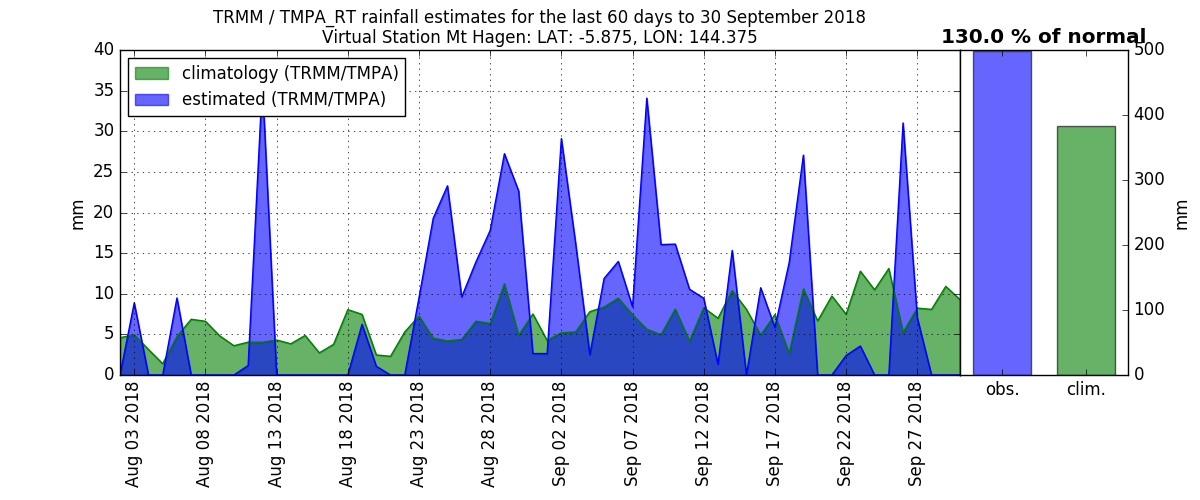 TRMM / TMPA_RT rainfall estimates for the last 60 days to 30 September 2018
Virtual Station Mt Hagen: LAT: -5.875, LON: 144.375
130.0 % of normal
climatology (TRMM/TMPA)
estimated (TRMM/TMPA)
40
35
30
25
20
15
10
5
0
mm
500
400
300
200
100
0
mm
obs.
clim.
Aug 03 2018
Aug 08 2018
Aug 13 2018
Aug 18 2018
Aug 23 2018
Aug 28 2018
Sep 02 2018
Sep 07 2018
Sep 12 2018
Sep 17 2018
Sep 22 2018
Sep 27 2018